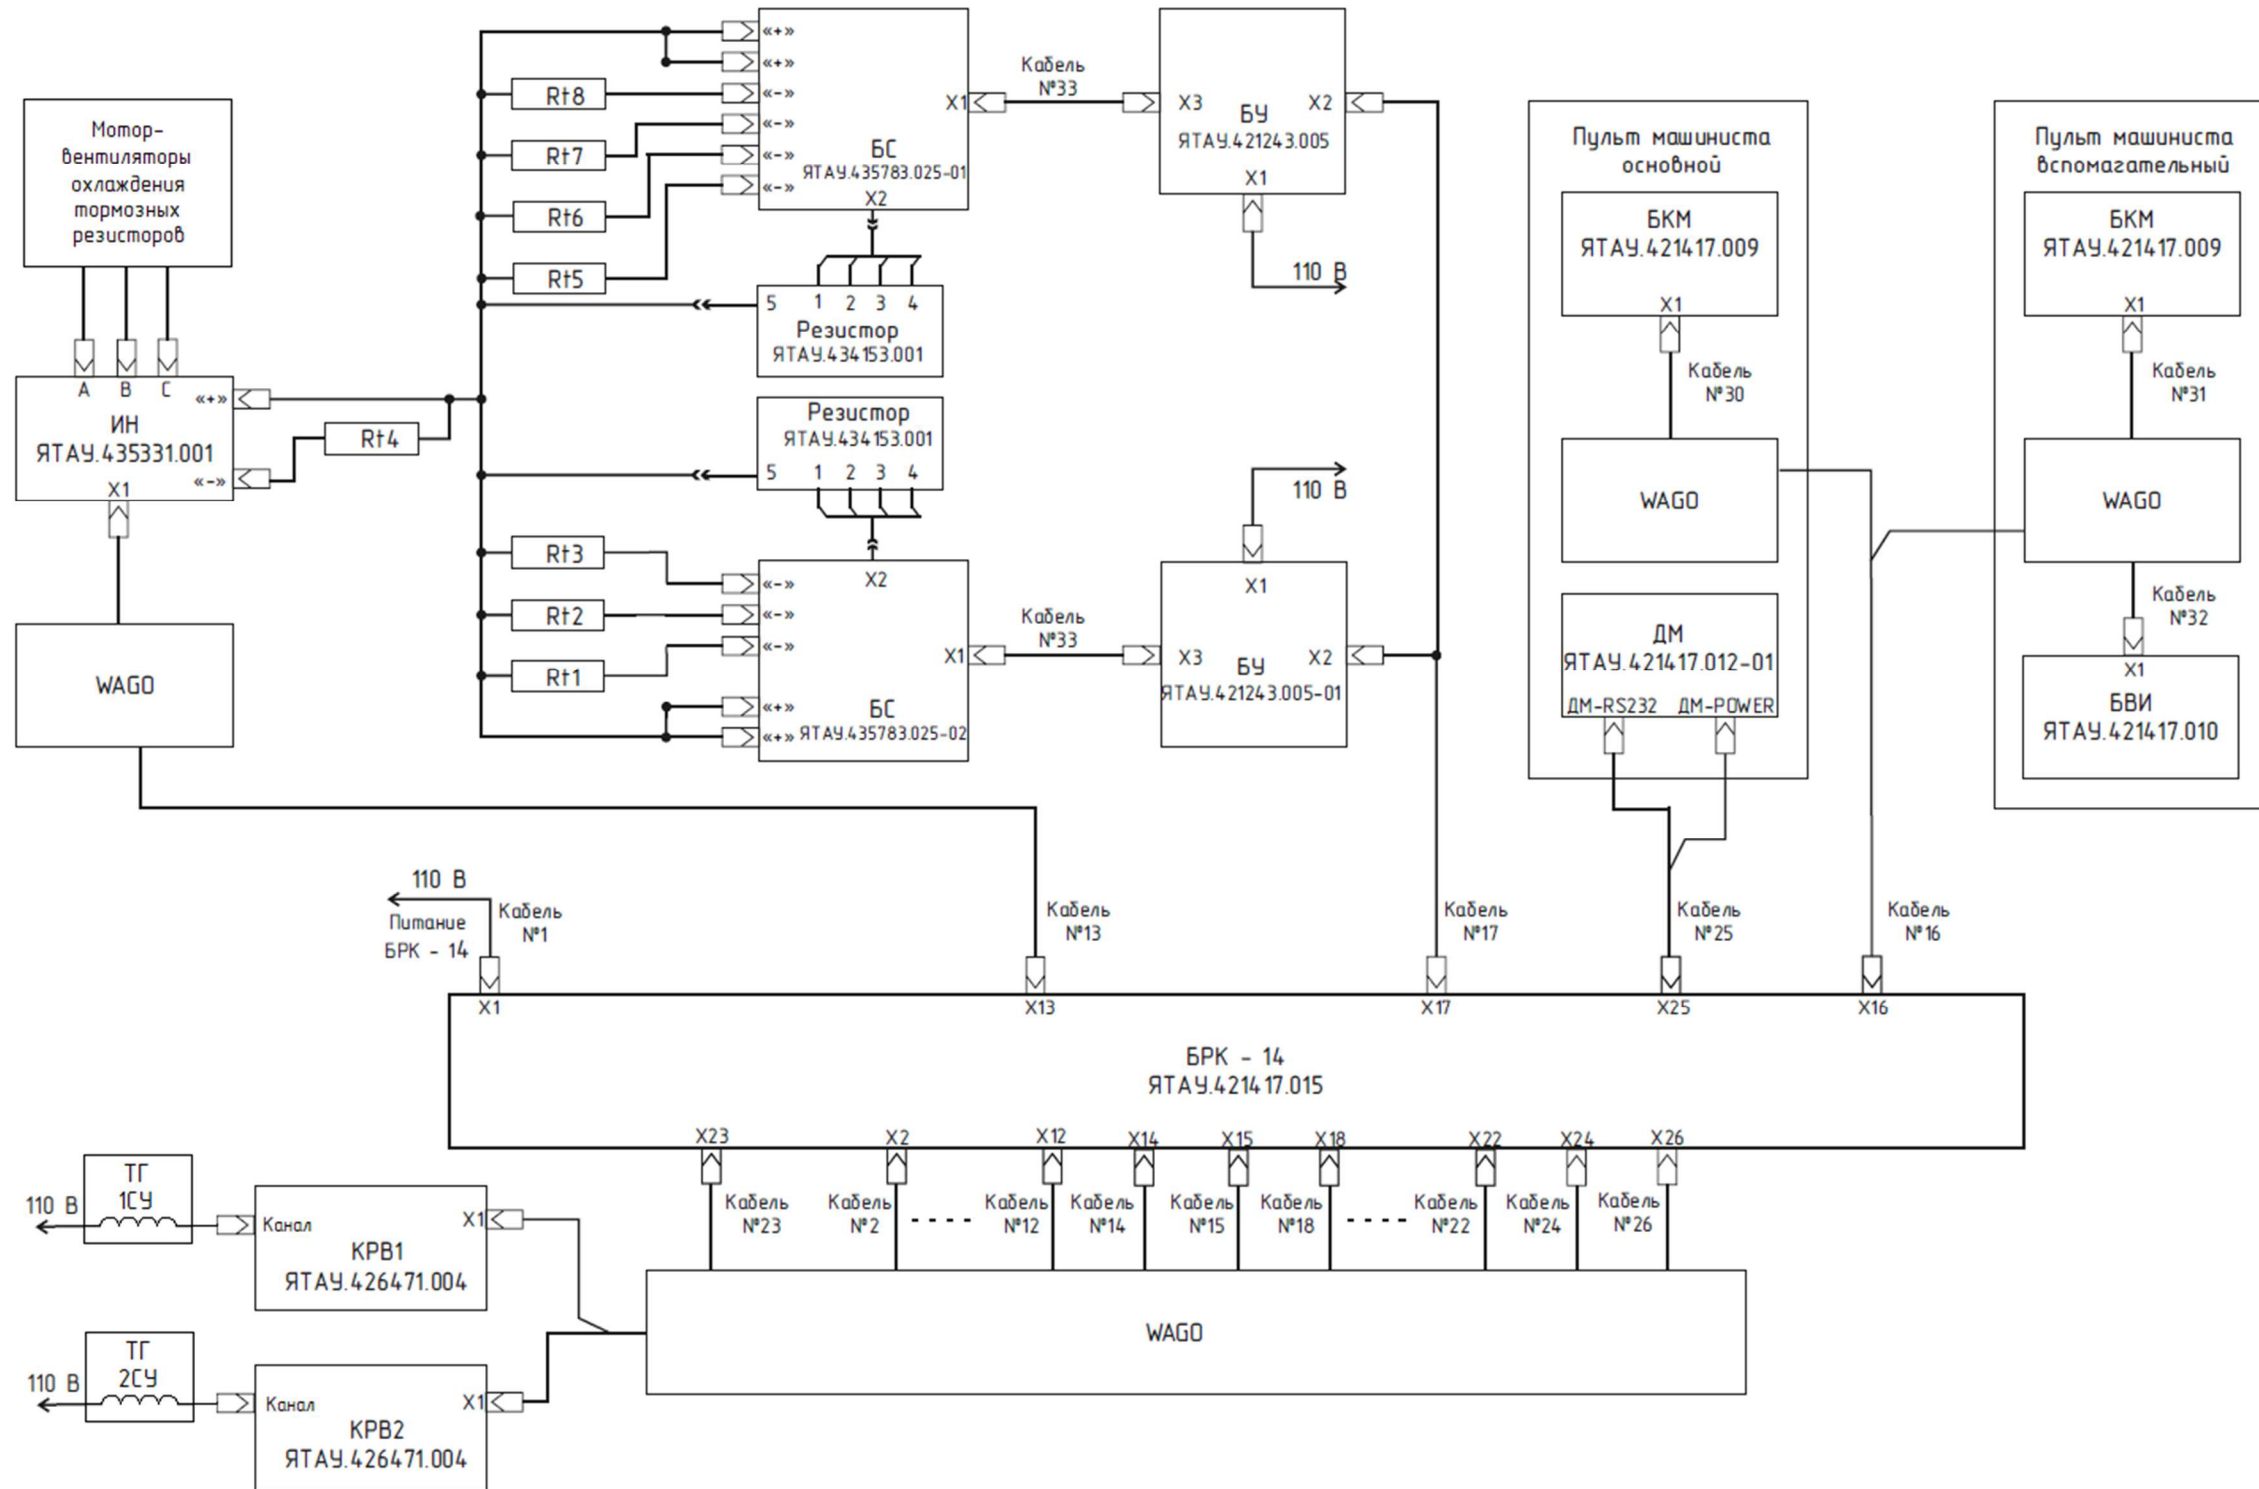 Мотор-
вентиляторы
охлаждения
тормозных
резисторов
A B C «+»
ИН
ЯТАУ.435331.001
«-»
X1
Rt4
WAGO
«+»
«+»
«-»
«-»
«-»
«-»
Rt8
Rt7
Rt6
Rt5
X1
БС
ЯТАУ.435783.025-01
X2
5 1 2 3 4
Резистор
ЯТАУ.434153.001
Резистор
ЯТАУ.434153.001
5 1 2 3 4
Rt3
Rt2
Rt1
«-»
«-»
«-»
«+»
«+»
X2
X1
БС
ЯТАУ.435783.025-02
Кабель
№33
X3 БУ X2
ЯТАУ.421243.005
X1
110 В
110 В
Кабель
№33
X1
X3 БУ X2
ЯТАУ.421243.005-01
Пульт машиниста
основной
БКМ
ЯТАУ.421417.009
X1
Кабель
№30
WAGO
ДМ
ЯТАУ.421417.012-01
ДМ-RS232 ДМ-POWER
Пульт машиниста
вспомагательный
БКМ
ЯТАУ.421417.009
X1
Кабель
№31
WAGO
Кабель
№32
X1
БВИ
ЯТАУ.421417.010
110 В
Питание
БРК - 14
Кабель
№1
Кабель
№13
Кабель
№17
Кабель
№25
Кабель
№16
X1 X13 X17 X25 X16
БРК - 14
ЯТАУ.421417.015
X23 X2 X12 X14 X15 X18 X22 X24 X26
Кабель
№23
Кабель
№2
Кабель
№12
Кабель
№14
Кабель
№15
Кабель
№18
Кабель
№22
Кабель
№24
Кабель
№26
WAGO
ТГ
1СУ
110 В
Канал X1
КРВ1
ЯТАУ.426471.004
ТГ
2СУ
110 В
Канал X1
КРВ2
ЯТАУ.426471.004